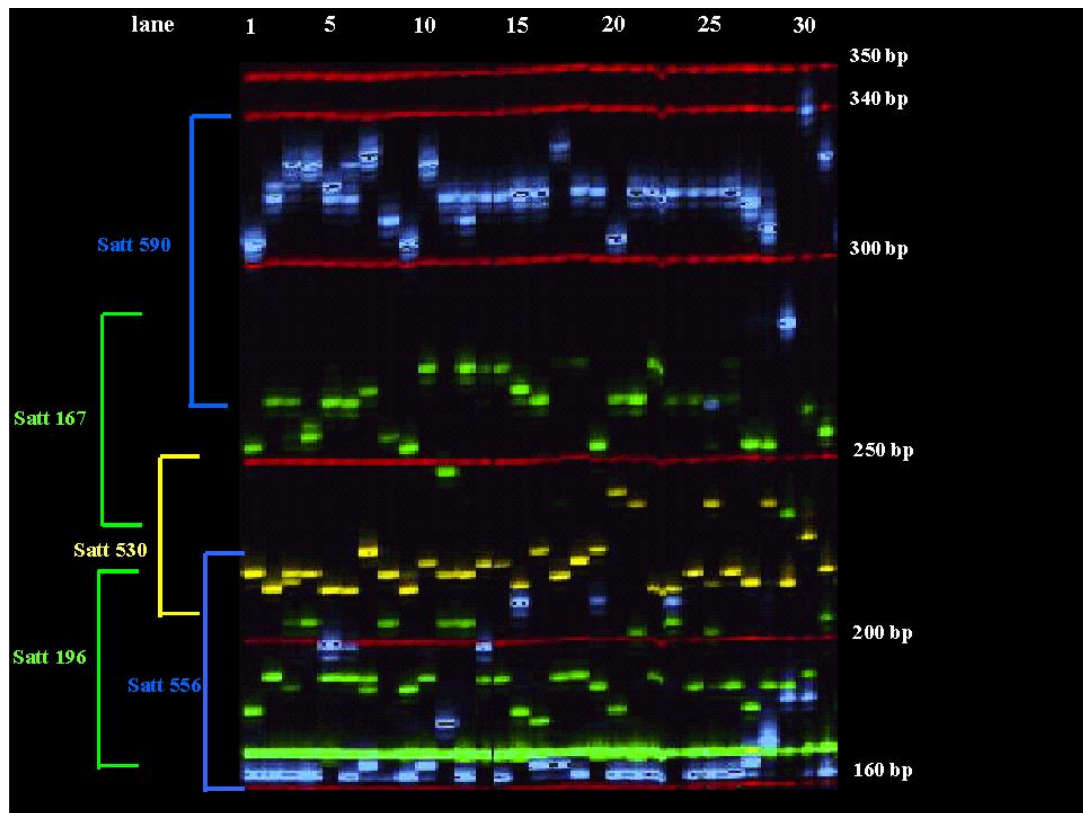 lane 1 5 10 15 20 25 30
350 bp
340 bp
Satt 590
300 bp
Satt 167
250 bp
Satt 530
200 bp
Satt 196
Satt 556
160 bp